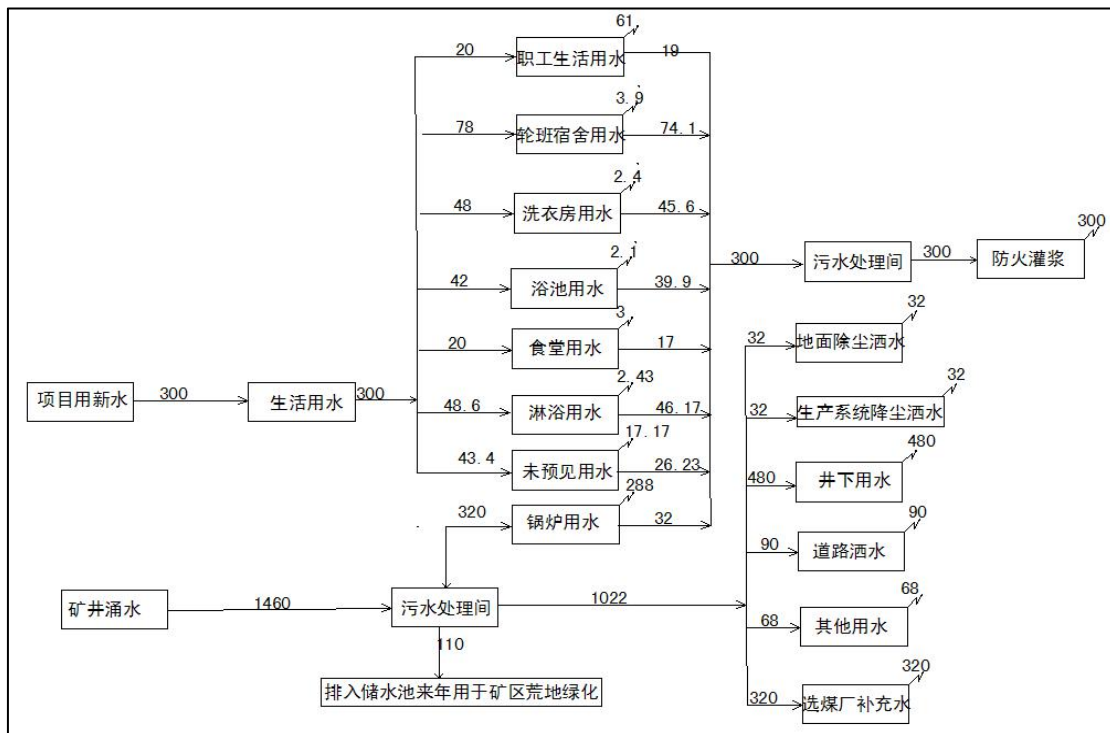 61
20
职工生活用水
19
3.9
78
轮班宿舍用水
74.1
2.4
48
洗衣房用水
45.6
2.1
42
浴池用水
39.9
3
20
食堂用水
17
2.43
48.6
淋浴用水
46.17
17.17
43.4
未预见用水
26.23
288
320
锅炉用水
32
项目用新水
300
生活用水
300
300
污水处理间
300
防火灌浆
300
矿井涌水
1460
污水处理间
1022
110
排入储水池来年用于矿区荒地绿化
32
地面除尘洒水
32
32
生产系统降尘洒水
32
480
井下用水
480
90
道路洒水
90
68
其他用水
68
320
选煤厂补充水
320